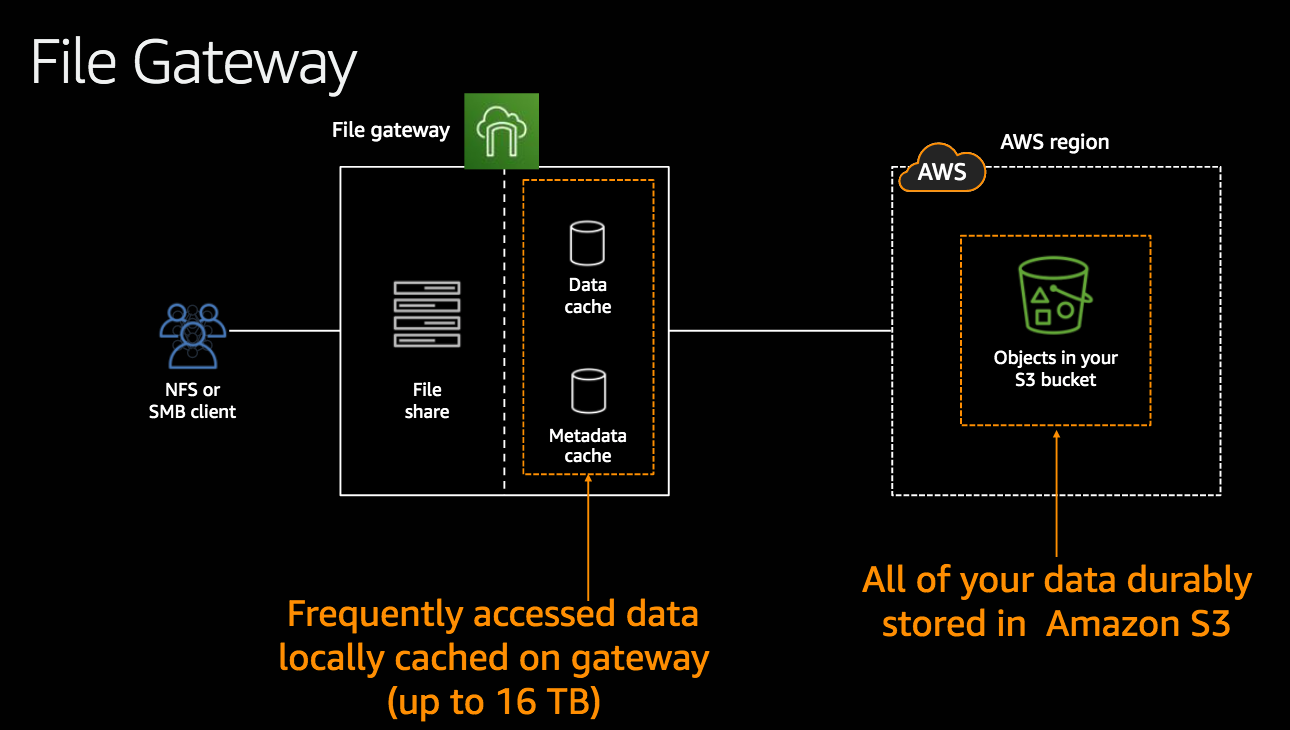 File Gateway
File gateway
AWS region
AWS
Data
cache
Objects in your
S3 bucket
NFS or
SMB client
File
share
Metadata
cache
Frequently accessed data
locally cached on gateway
(up to 16 TB)
All of your data durably
stored in Amazon S3